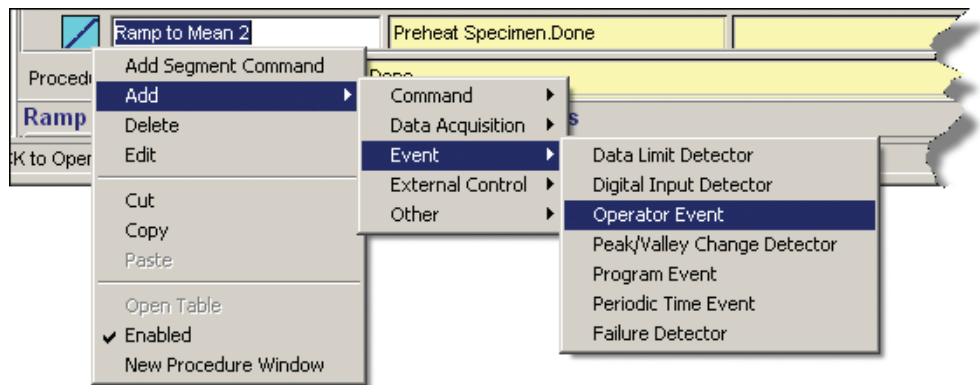 Ramp to Mean 2 Preheat Specimen.Done
Add Segment Command
Add
Delete
Edit
Cut
Copy
Paste
Open Table
Enabled
New Procedure Window
Command
Data Acquisition
Event
External Control
Other
Data Limit Detector
Digital Input Detector
Operator Event
Peak/Valley Change Detector
Program Event
Periodic Time Event
Failure Detector
Ramp
to Oper